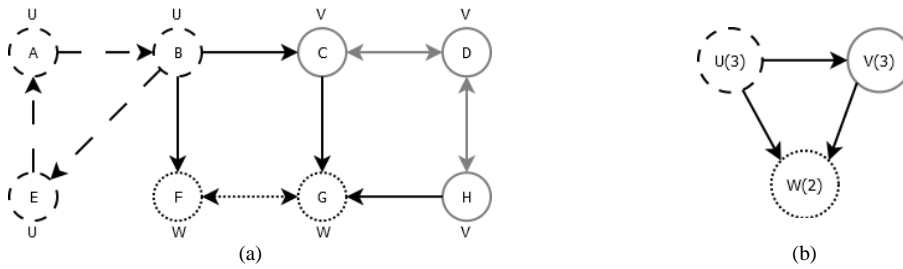 U U V V
A B C D
U(3) V(3)
E F G H
W(2)
U W W V
(a) (b)